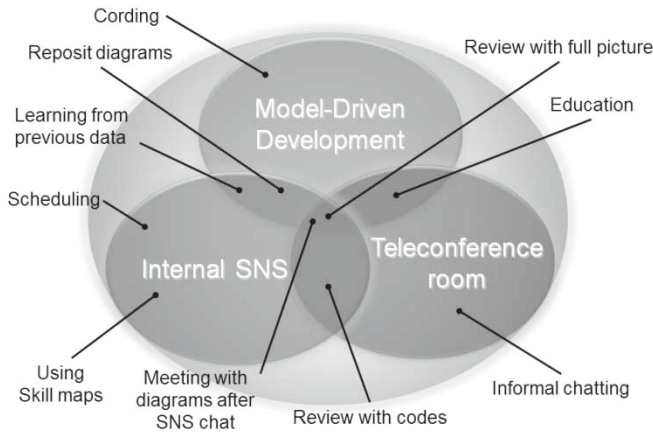 Cording
Reposit diagrams
Review with full picture
Model-Driven
Development
Education
Learning from
previous data
Scheduling
Internal SNS
Teleconference
room
Using
Skill maps
Meeting with
diagrams after
SNS chat
Review with codes
Informal chatting